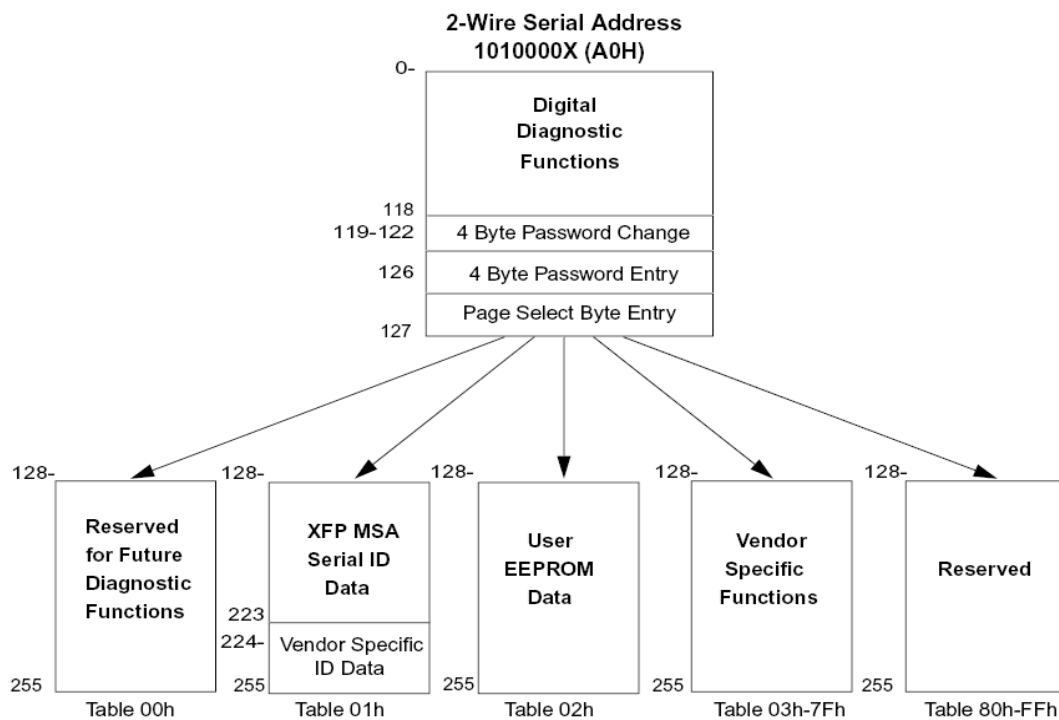 2-Wire Serial Address
1010000X (A0H)
0-
Digital
Diagnostic
Functions
118
119-122
4 Byte Password Change
126
4 Byte Password Entry
Page Select Byte Entry
127
128-
Reserved
for Future
Diagnostic
Functions
255
Table 00h
128-
XFP MSA
Serial ID
Data
223
224-
Vendor Specific
ID Data
255
Table 01h
128-
User
EEPROM
Data
255
Table 02h
128-
Vendor
Specific
Functions
255
Table 03h-7Fh
128-
Reserved
255
Table 80h-FFh